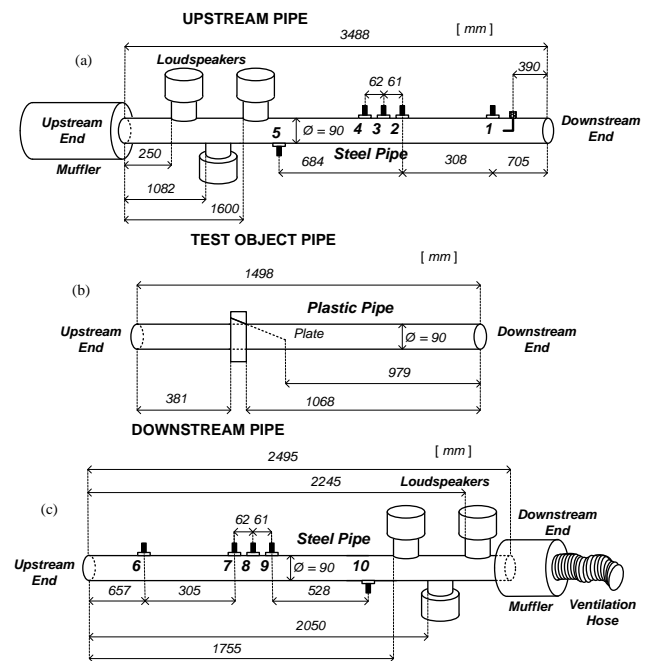 UPSTREAM PIPE
[ mm ]
3488
(a)
Loudspeakers
62 61
390
Upstream
End
Muffler
4 3 2
1
5
Ø = 90
Steel Pipe
Downstream
End
250
684
308
705
1082
1600
TEST OBJECT PIPE
[ mm ]
1498
(b)
Plastic Pipe
Upstream
End
Plate
Ø = 90
Downstream
End
979
381
1068
DOWNSTREAM PIPE
[ mm ]
2495
2245
Loudspeakers
(c)
62 61
Steel Pipe
Downstream
End
6
7 8 9
10
Ø = 90
Upstream
End
657
305
528
Muffler
Ventilation
Hose
2050
1755